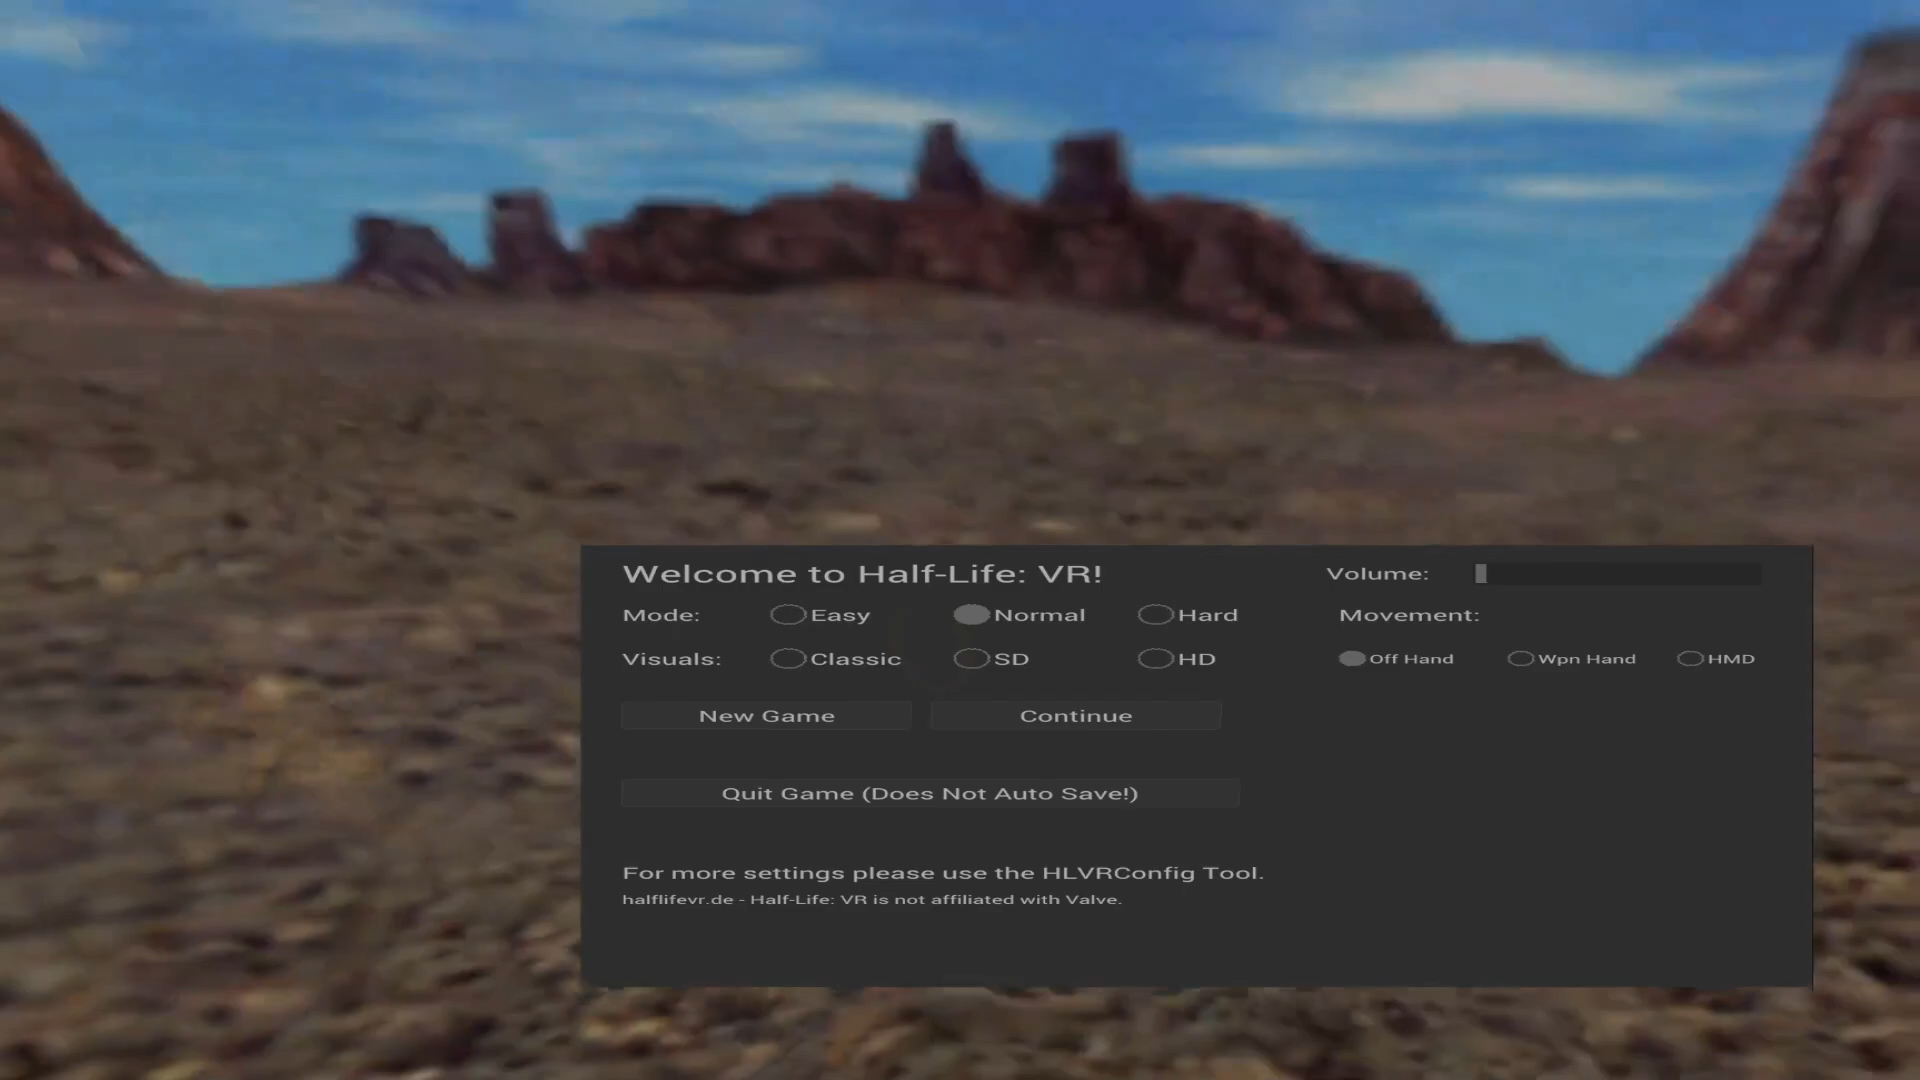 Welcome to Half-Life: VR!
Volume:
Mode: Easy Normal Hard
Movement:
Visuals: Classic SD HD
Off Hand Wpn Hand HMD
New Game Continue
Quit Game (Does Not Auto Save!)
For more settings please use the HLVRConfig Tool.
halflifevr.de - Half-Life: VR is not affiliated with Valve.